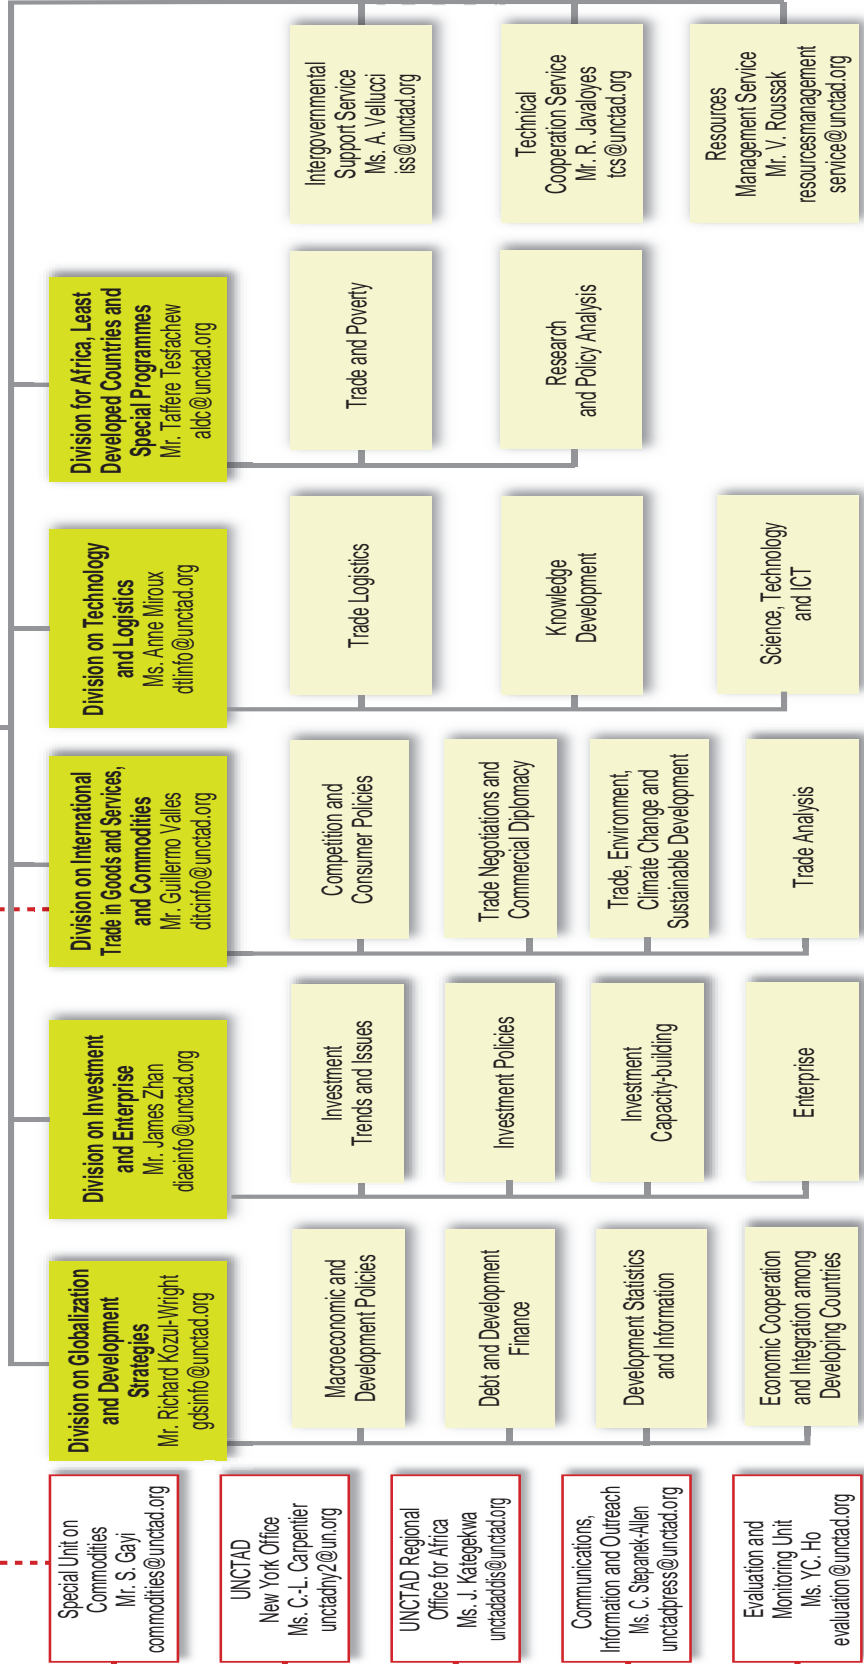 Special Unit on
Commodities
Mr. S. Gayi
commodities@unctad.org
UNCTAD
New York Office
Ms. C.-L. Carpentier
unctadny2@un.org
UNCTAD Regional
Office for Africa
Ms. J. Kategekwa
unctadaddis@unctad.org
Communications,
Information and Outreach
Ms. C. Stepanek-Allen
unctadpress@unctad.org
Evaluation and
Monitoring Unit
Ms. YC. Ho
evaluation@unctad.org
Division on Globalization
and Development
Strategies
Mr. Richard Kozul-Wright
gdsinfo@unctad.org
Macroeconomic and
Development Policies
Debt and Development
Finance
Development Statistics
and Information
Economic Cooperation
and Integration among
Developing Countries
Division on Investment
and Enterprise
Mr. James Zhan
diaeinfo@unctad.org
Investment
Trends and Issues
Investment Policies
Investment
Capacity-building
Enterprise
Division on International
Trade in Goods and Services,
and Commodities
Mr. Guillermo Valles
ditcinfo@unctad.org
Competition and
Consumer Policies
Trade Negotiations and
Commercial Diplomacy
Trade, Environment,
Climate Change and
Sustainable Development
Trade Analysis
Division on Technology
and Logistics
Ms. Anne Miroux
dtlinfo@unctad.org
Trade Logistics
Knowledge
Development
Science, Technology
and ICT
Division for Africa, Least
Developed Countries and
Special Programmes
Mr. Taffere Tesfachew
aldc@unctad.org
Trade and Poverty
Research
and Policy Analysis
Intergovernmental
Support Service
Ms. A. Vellucci
iss@unctad.org
Technical
Cooperation Service
Mr. R. Javaloyes
tcs@unctad.org
Resources
Management Service
Mr. V. Roussak
resourcesmanagement
service@unctad.org